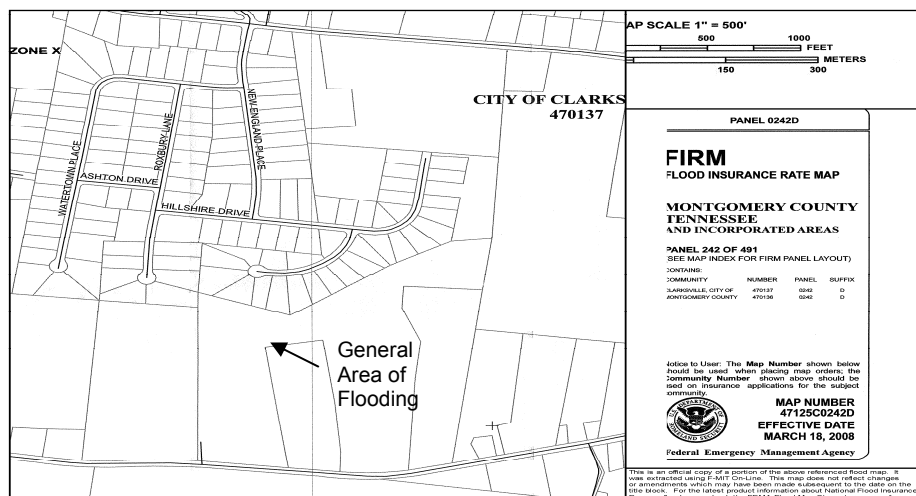 ZONE X
CITY OF CLARKS
470137
WATERTOWN PLACE
ROXBURY LANE
NEW ENGLAND PLACE
ASHTON DRIVE
HILLSHIRE DRIVE
General
Area of
Flooding
AP SCALE 1" = 500'
500 1000
FEET
METERS
150 300
PANEL 0242D
FIRM
FLOOD INSURANCE RATE MAP
MONTGOMERY COUNTY
TENNESSEE
AND INCORPORATED AREAS
PANEL 242 OF 491
(SEE MAP INDEX FOR FIRM PANEL LAYOUT)
CONTAINS:
COMMUNITY NUMBER PANEL SUFFIX
CLARKSVILLE, CITY OF 470137 0242 D
MONTGOMERY COUNTY 470136 0242 D
Notice to User: The Map Number shown below
should be used when placing map orders; the
Community Number shown above should be
used on insurance applications for the subject
community.
U.S. DEPARTMENT OF
HOMELAND SECURITY
MAP NUMBER
47125C0242D
EFFECTIVE DATE
MARCH 18, 2008
Federal Emergency Management Agency
This is an official copy of a portion of the above referenced flood map. It
was extracted using F-MIT On-Line. This map does not reflect changes
or amendments which may have been made subsequent to the date on the
title block. For the latest product information about National Flood Insurance